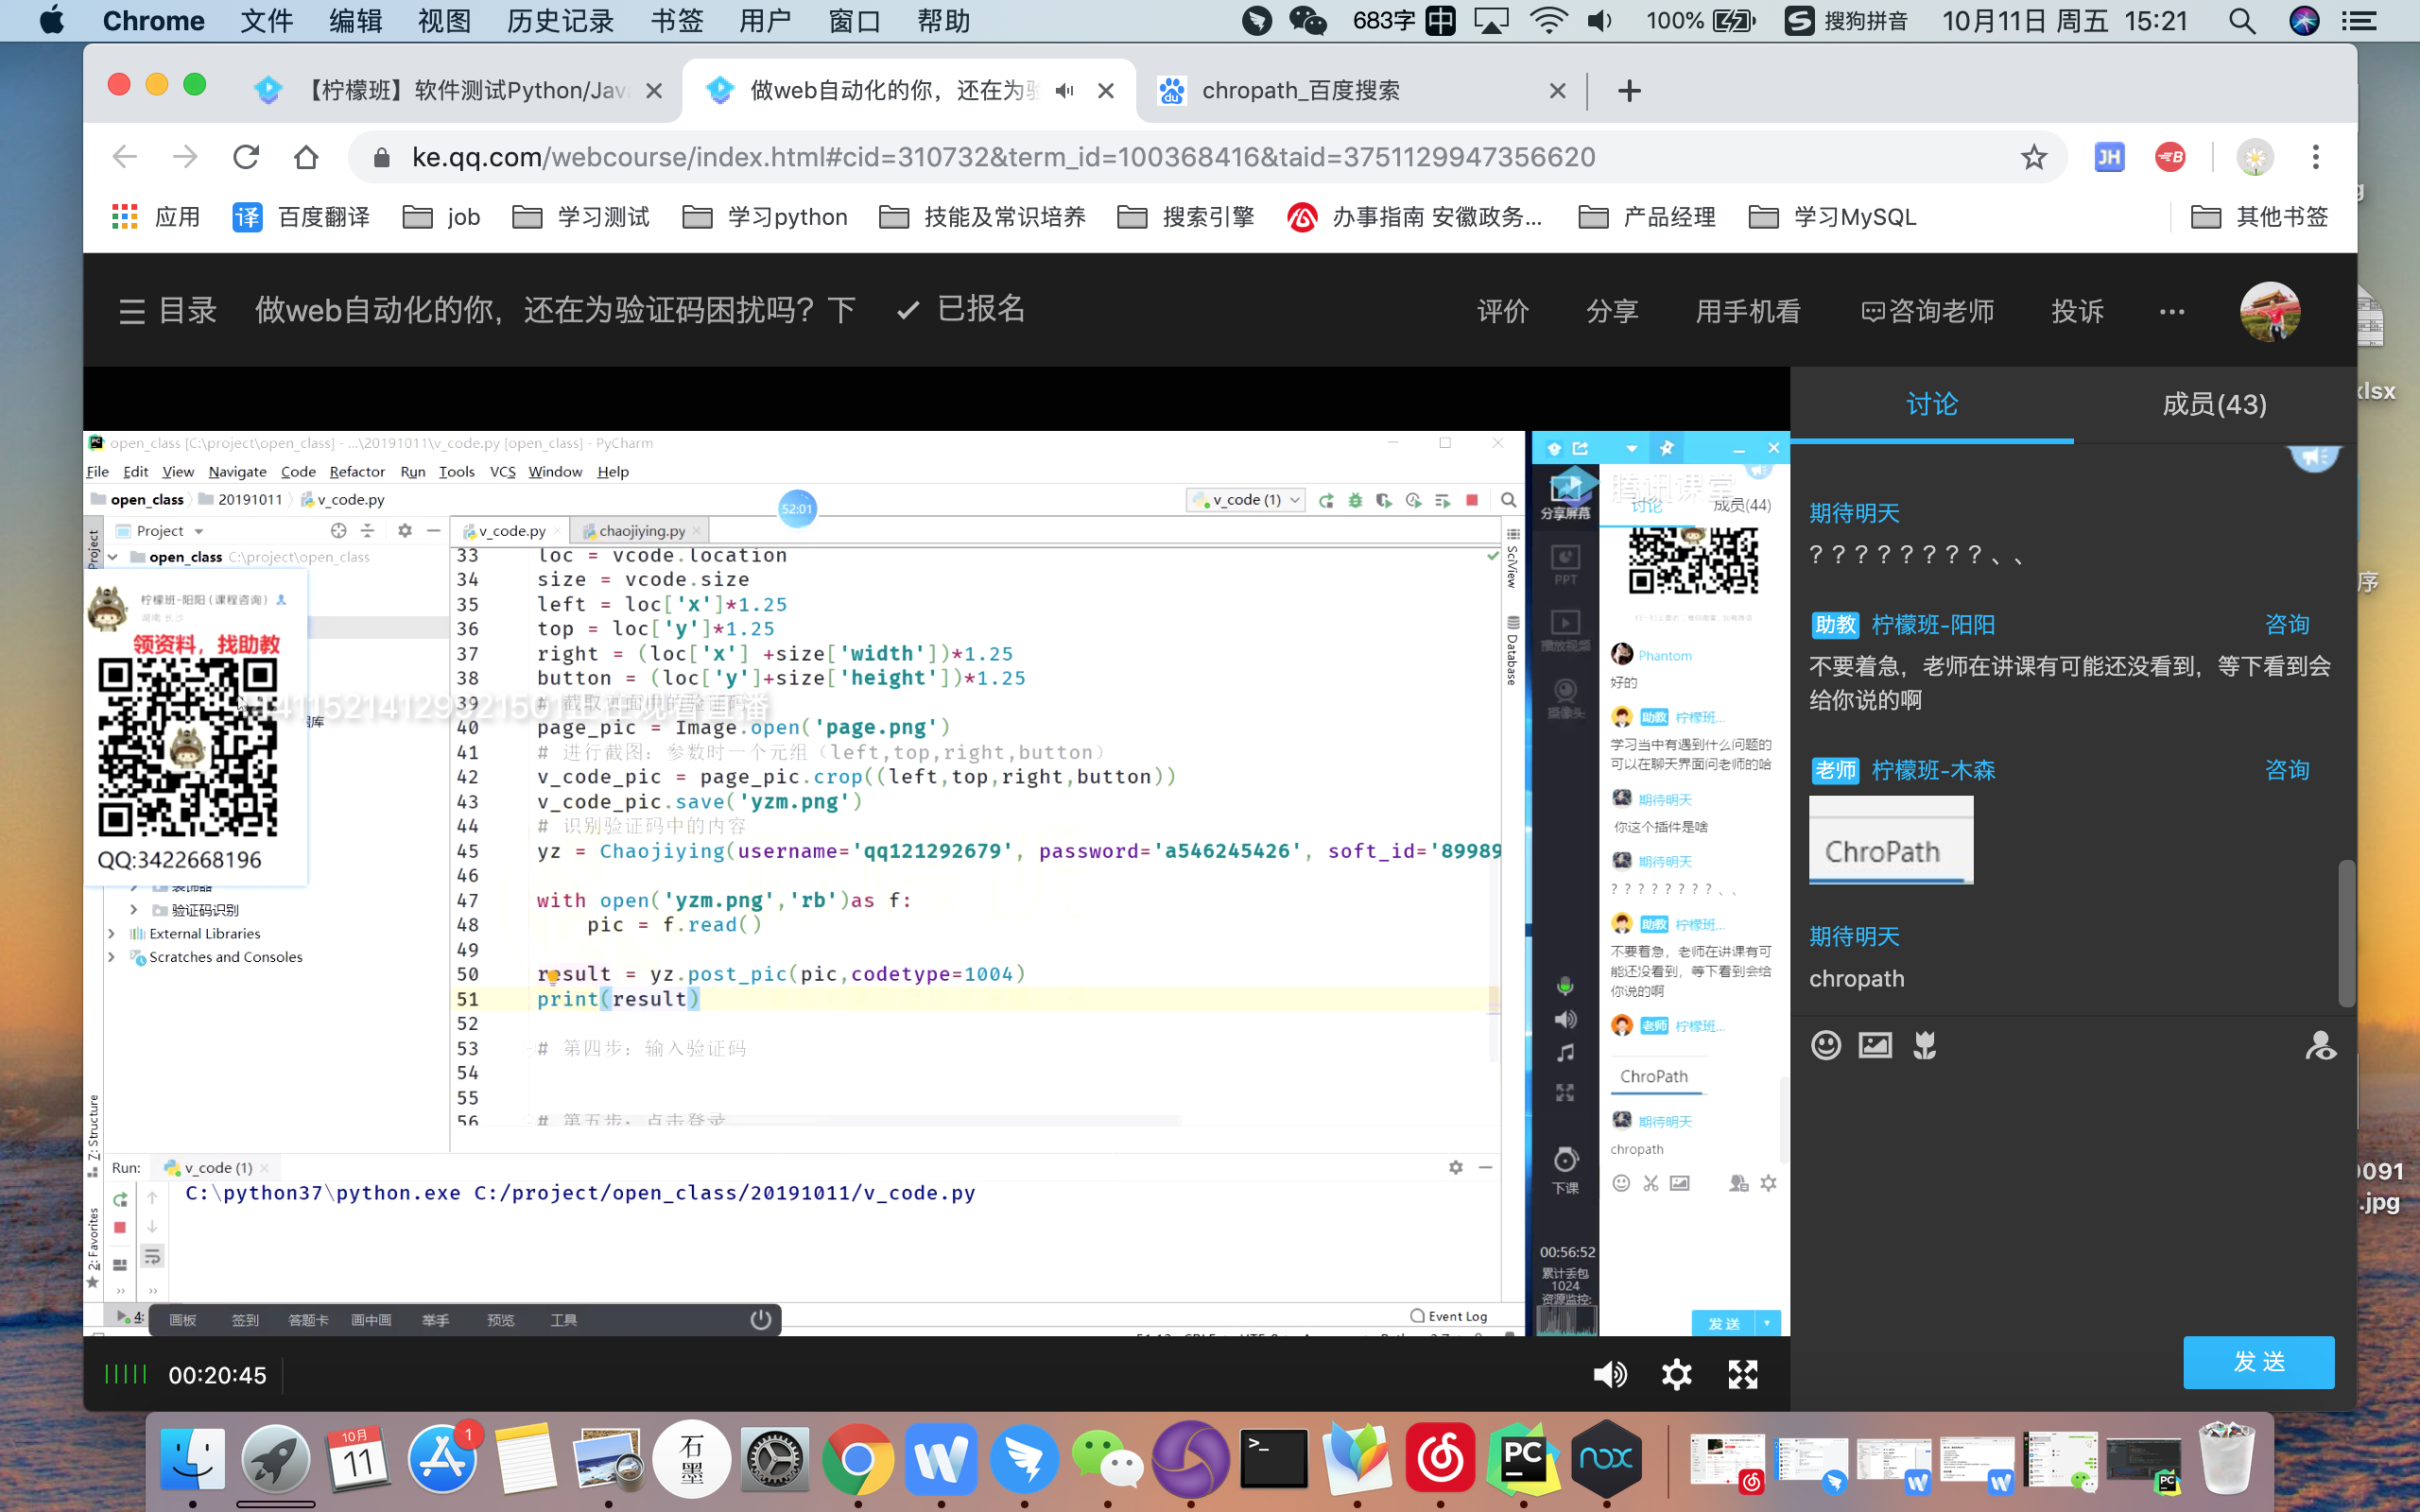 Chrome 文件 编辑 视图 历史记录 书签 用户 窗口 帮助
683字 中 100% 搜狗拼音 10月11日 周五 15:21
【柠檬班】软件测试Python/Jav
做web自动化的你，还在为验
chropath_百度搜索
ke.qq.com/webcourse/index.html#cid=310732&term_id=100368416&taid=3751129947356620
应用 百度翻译 job 学习测试 学习python 技能及常识培养 搜索引擎 办事指南 安徽政务... 产品经理 学习MySQL 其他书签
目录 做web自动化的你，还在为验证码困扰吗？下 已报名
评价 分享 用手机看 咨询老师 投诉
open_class [C:\project\open_class] - ...\20191011\v_code.py [open_class] - PyCharm
File Edit View Navigate Code Refactor Run Tools VCS Window Help
open_class 20191011 v_code.py
52:01
v_code (1)
Project
v_code.py chaojiying.py
open_class C:\project\open_class
柠檬班-阳阳(课程咨询)
湖南 长沙
领资料，找助教
QQ:3422668196
验证码识别
External Libraries
Scratches and Consoles
33 loc = vcode.location
34 size = vcode.size
35 left = loc['x']*1.25
36 top = loc['y']*1.25
37 right = (loc['x'] +size['width'])*1.25
38 button = (loc['y']+size['height'])*1.25
39 # 截取页面中的验证码
正在观看直播
40 page_pic = Image.open('page.png')
41 # 进行截图：参数时一个元组（left,top,right,button）
42 v_code_pic = page_pic.crop((left,top,right,button))
43 v_code_pic.save('yzm.png')
44 # 识别验证码中的内容
45 yz = Chaojiying(username='qq121292679', password='a546245426', soft_id='89989
46
47 with open('yzm.png','rb')as f:
48 pic = f.read()
49
50 result = yz.post_pic(pic,codetype=1004)
51 print(result)
52
53 # 第四步：输入验证码
54
55
56 # 第五步：点击登录
SciView
Database
Z: Structure
2: Favorites
Run: v_code (1)
C:\python37\python.exe C:/project/open_class/20191011/v_code.py
4:
画板 签到 答题卡 画中画 举手 预览 工具
Event Log
00:20:45
腾讯课堂
分享屏幕
讨论 成员(44)
PPT
播放视频
摄像头
Phantom
好的
助教 柠檬班...
学习当中有遇到什么问题的
可以在聊天界面问老师的哈
期待明天
你这个插件是啥
期待明天
？？？？？？？？、、
助教 柠檬班...
不要着急，老师在讲课有可
能还没看到，等下看到会给
你说的啊
老师 柠檬班...
ChroPath
期待明天
chropath
下课
00:56:52
累计丢包
1024
资源监控:
发送
讨论 成员(43)
期待明天
？？？？？？？？、、
助教 柠檬班-阳阳 咨询
不要着急，老师在讲课有可能还没看到，等下看到会
给你说的啊
老师 柠檬班-木森 咨询
ChroPath
期待明天
chropath
发送
xlsx
序
0091
.jpg
10月
11
1
石墨
PC
nox